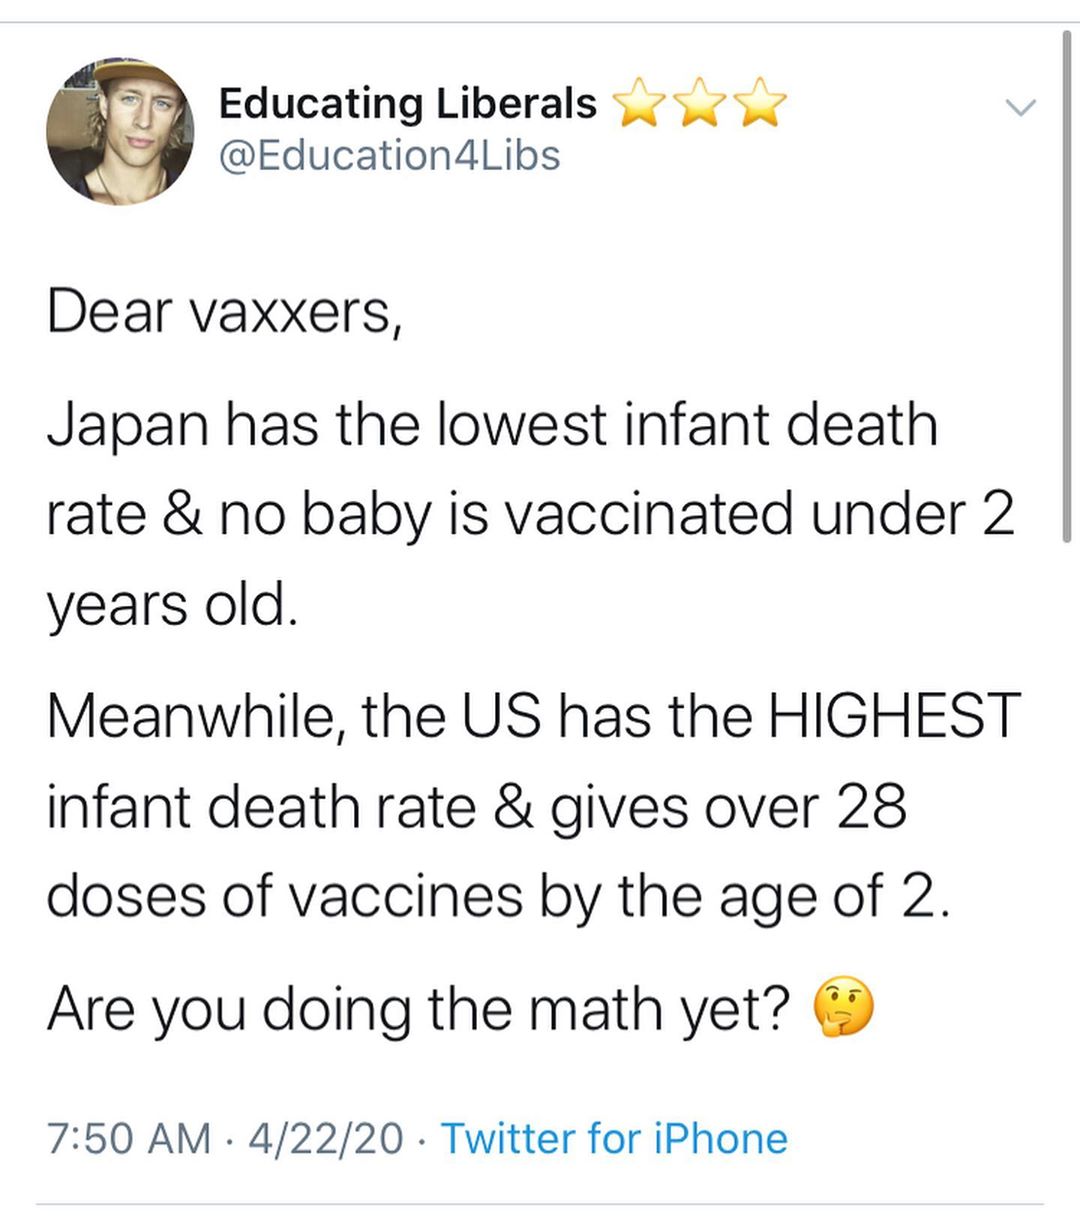 Educating Liberals ⭐⭐⭐
@Education4Libs
Dear vaxxers,
Japan has the lowest infant death
rate & no baby is vaccinated under 2
years old.
Meanwhile, the US has the HIGHEST
infant death rate & gives over 28
doses of vaccines by the age of 2.
Are you doing the math yet? 🤔
7:50 AM · 4/22/20 · Twitter for iPhone